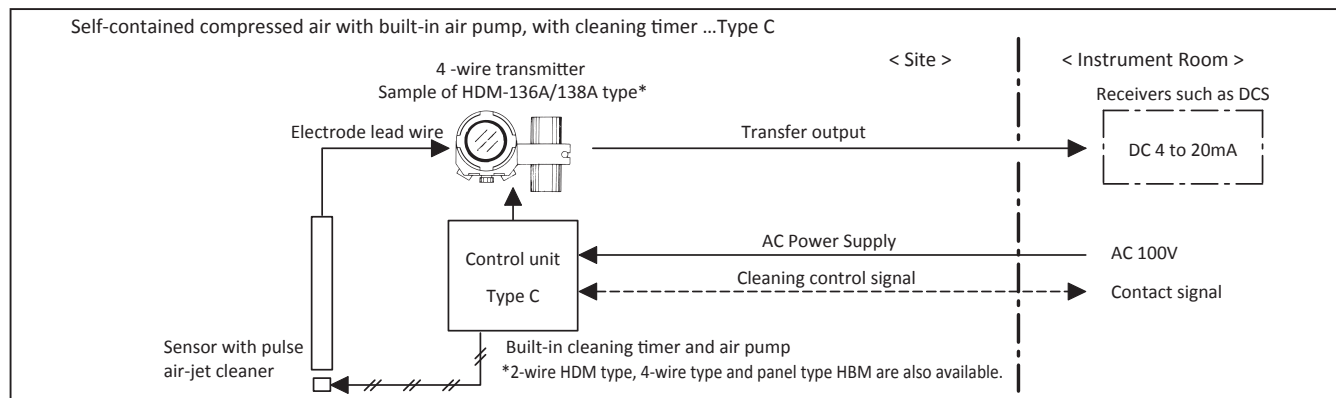 Self-contained compressed air with built-in air pump, with cleaning timer ...Type C
4 -wire transmitter
Sample of HDM-136A/138A type*
< Site >
< Instrument Room >
Receivers such as DCS
Electrode lead wire
Transfer output
DC 4 to 20mA
AC Power Supply
AC 100V
Control unit
Type C
Cleaning control signal
Contact signal
Sensor with pulse
air-jet cleaner
Built-in cleaning timer and air pump
*2-wire HDM type, 4-wire type and panel type HBM are also available.